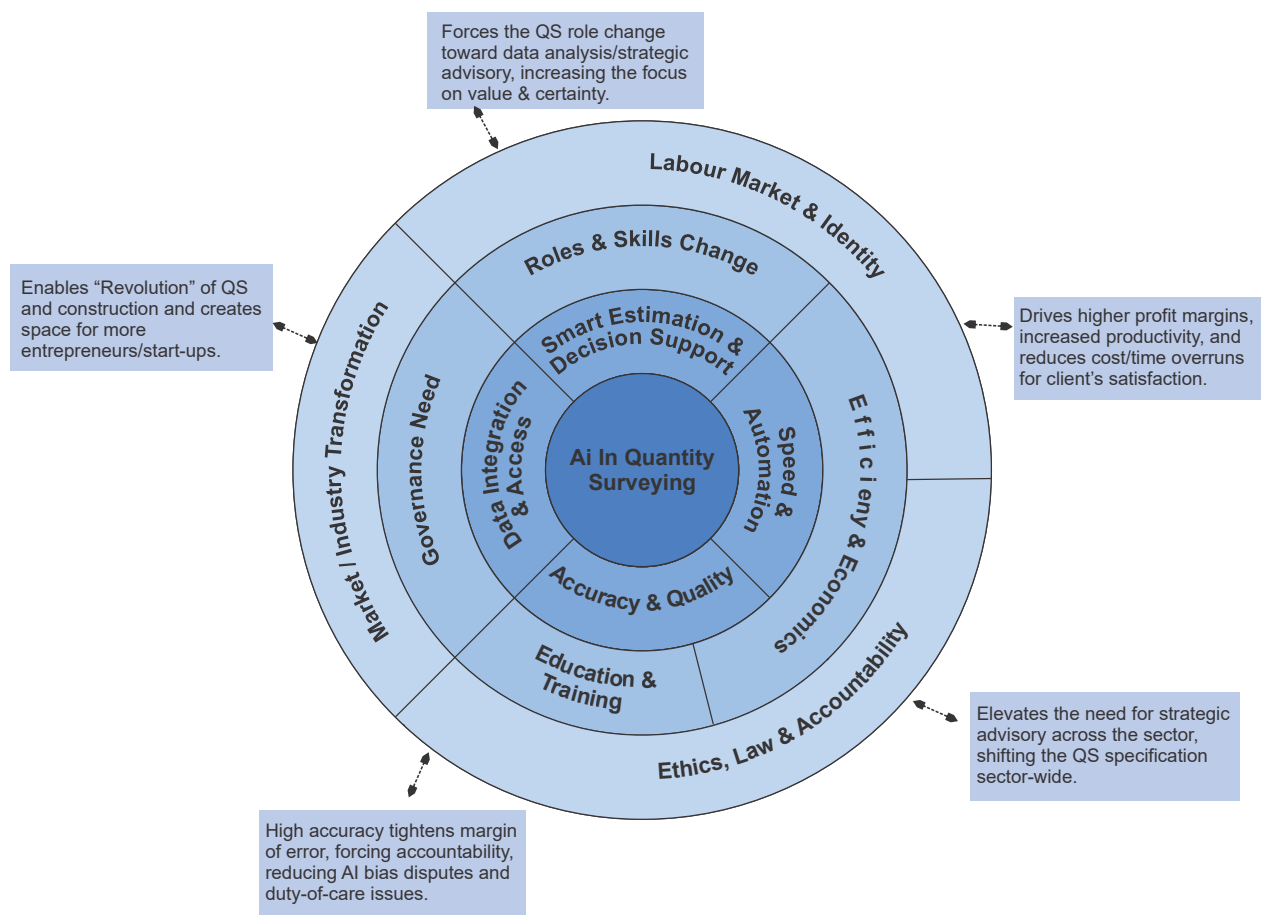 Forces the QS role change
toward data analysis/strategic
advisory, increasing the focus
on value & certainty.
Labour Market & Identity
Roles & Skills Change
Enables “Revolution” of QS
and construction and creates
space for more
entrepreneurs/start-ups.
Drives higher profit margins,
increased productivity, and
reduces cost/time overruns
for client’s satisfaction.
Smart Estimation &
Decision Support
Market / Industry Transformation
Governance Need
Data Integration
& Access
Ai In Quantity
Surveying
Speed &
Automation
Efficieny & Economics
Accuracy & Quality
Education &
Training
Ethics, Law & Accountability
Elevates the need for strategic
advisory across the sector,
shifting the QS specification
sector-wide.
High accuracy tightens margin
of error, forcing accountability,
reducing AI bias disputes and
duty-of-care issues.